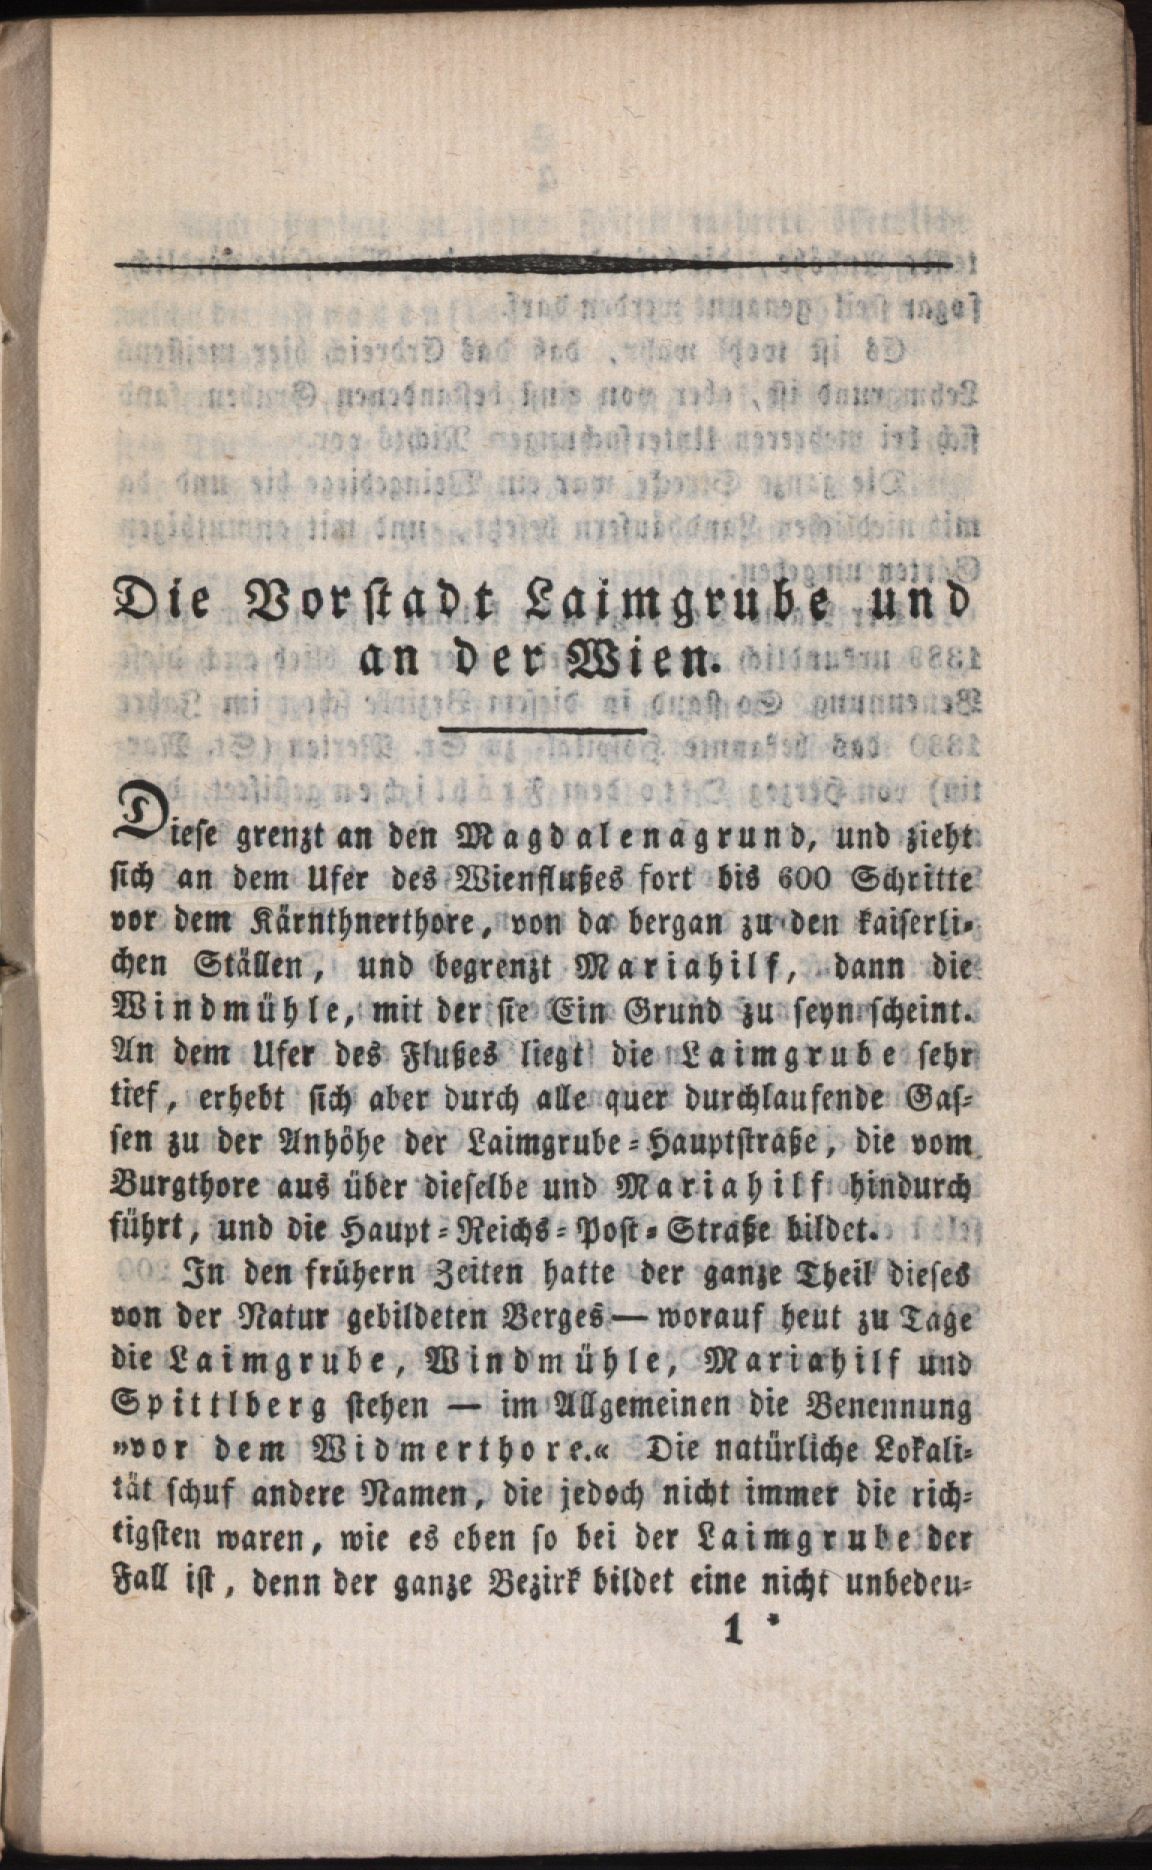 Die Vorſtadt Laimgrube und
an der Wien.
Dieſe grenzt an den Magdalenagrund, und zieht
ſich an dem Ufer des Wienflußes fort bis 600 Schritte
vor dem Kärnthnerthore, von da bergan zu den kaiſerli-
chen Ställen, und begrenzt Mariahilf, dann die
Windmühle, mit der ſie Ein Grund zu ſeyn ſcheint.
An dem Ufer des Flußes liegt die Laimgrube ſehr
tief, erhebt ſich aber durch alle quer durchlaufende Gaſ-
ſen zu der Anhöhe der Laimgrube-Hauptſtraße, die vom
Burgthore aus über dieſelbe und Mariahilf hindurch
führt, und die Haupt-Reichs-Poſt-Straße bildet.
In den frühern Zeiten hatte der ganze Theil dieſes
von der Natur gebildeten Berges — worauf heut zu Tage
die Laimgrube, Windmühle, Mariahilf und
Spittlberg ſtehen — im Allgemeinen die Benennung
»vor dem Widmerthore.« Die natürliche Lokali-
tät ſchuf andere Namen, die jedoch nicht immer die rich-
tigſten waren, wie es eben ſo bei der Laimgrube der
Fall iſt, denn der ganze Bezirk bildet eine nicht unbedeu-
1 *